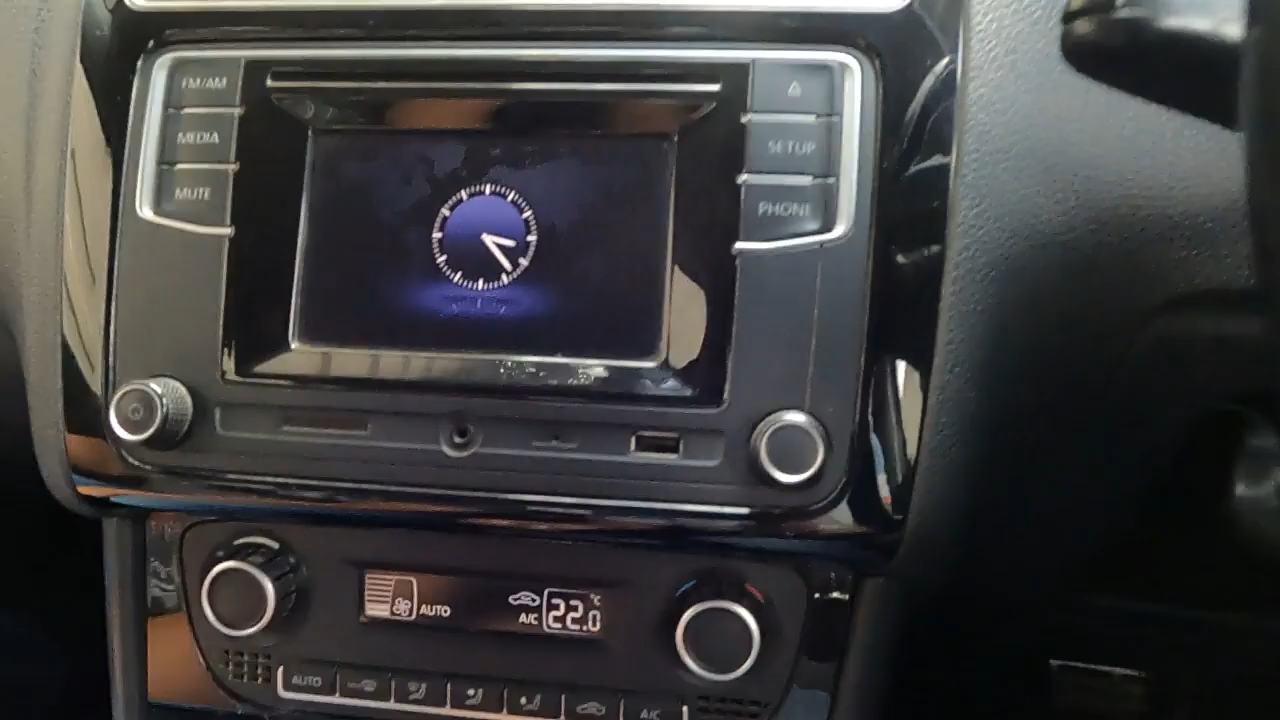 FM/AM
MEDIA
MUTE
SETUP
PHONE
AUTO
A/C 22.0 °C
AUTO
A/C